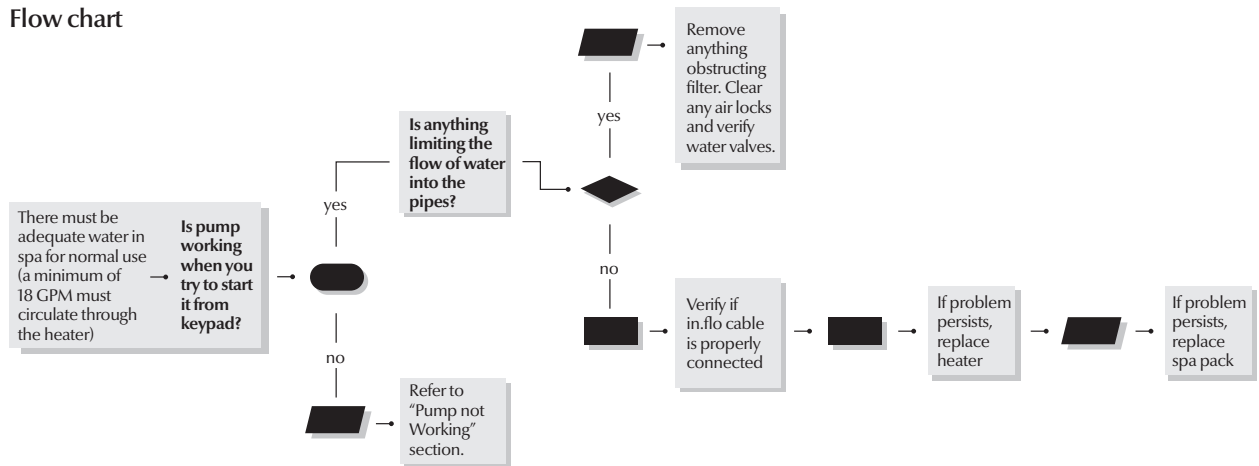 Flow chart
There must be
adequate water in
spa for normal use
(a minimum of
18 GPM must
circulate through
the heater)
Is pump
working
when you
try to start
it from
keypad?
yes
no
Is anything
limiting the
flow of water
into the
pipes?
Refer to
“Pump not
Working”
section.
yes
no
Remove
anything
obstructing
filter. Clear
any air locks
and verify
water valves.
Verify if
in.flo cable
is properly
connected
If problem
persists,
replace
heater
If problem
persists,
replace
spa pack